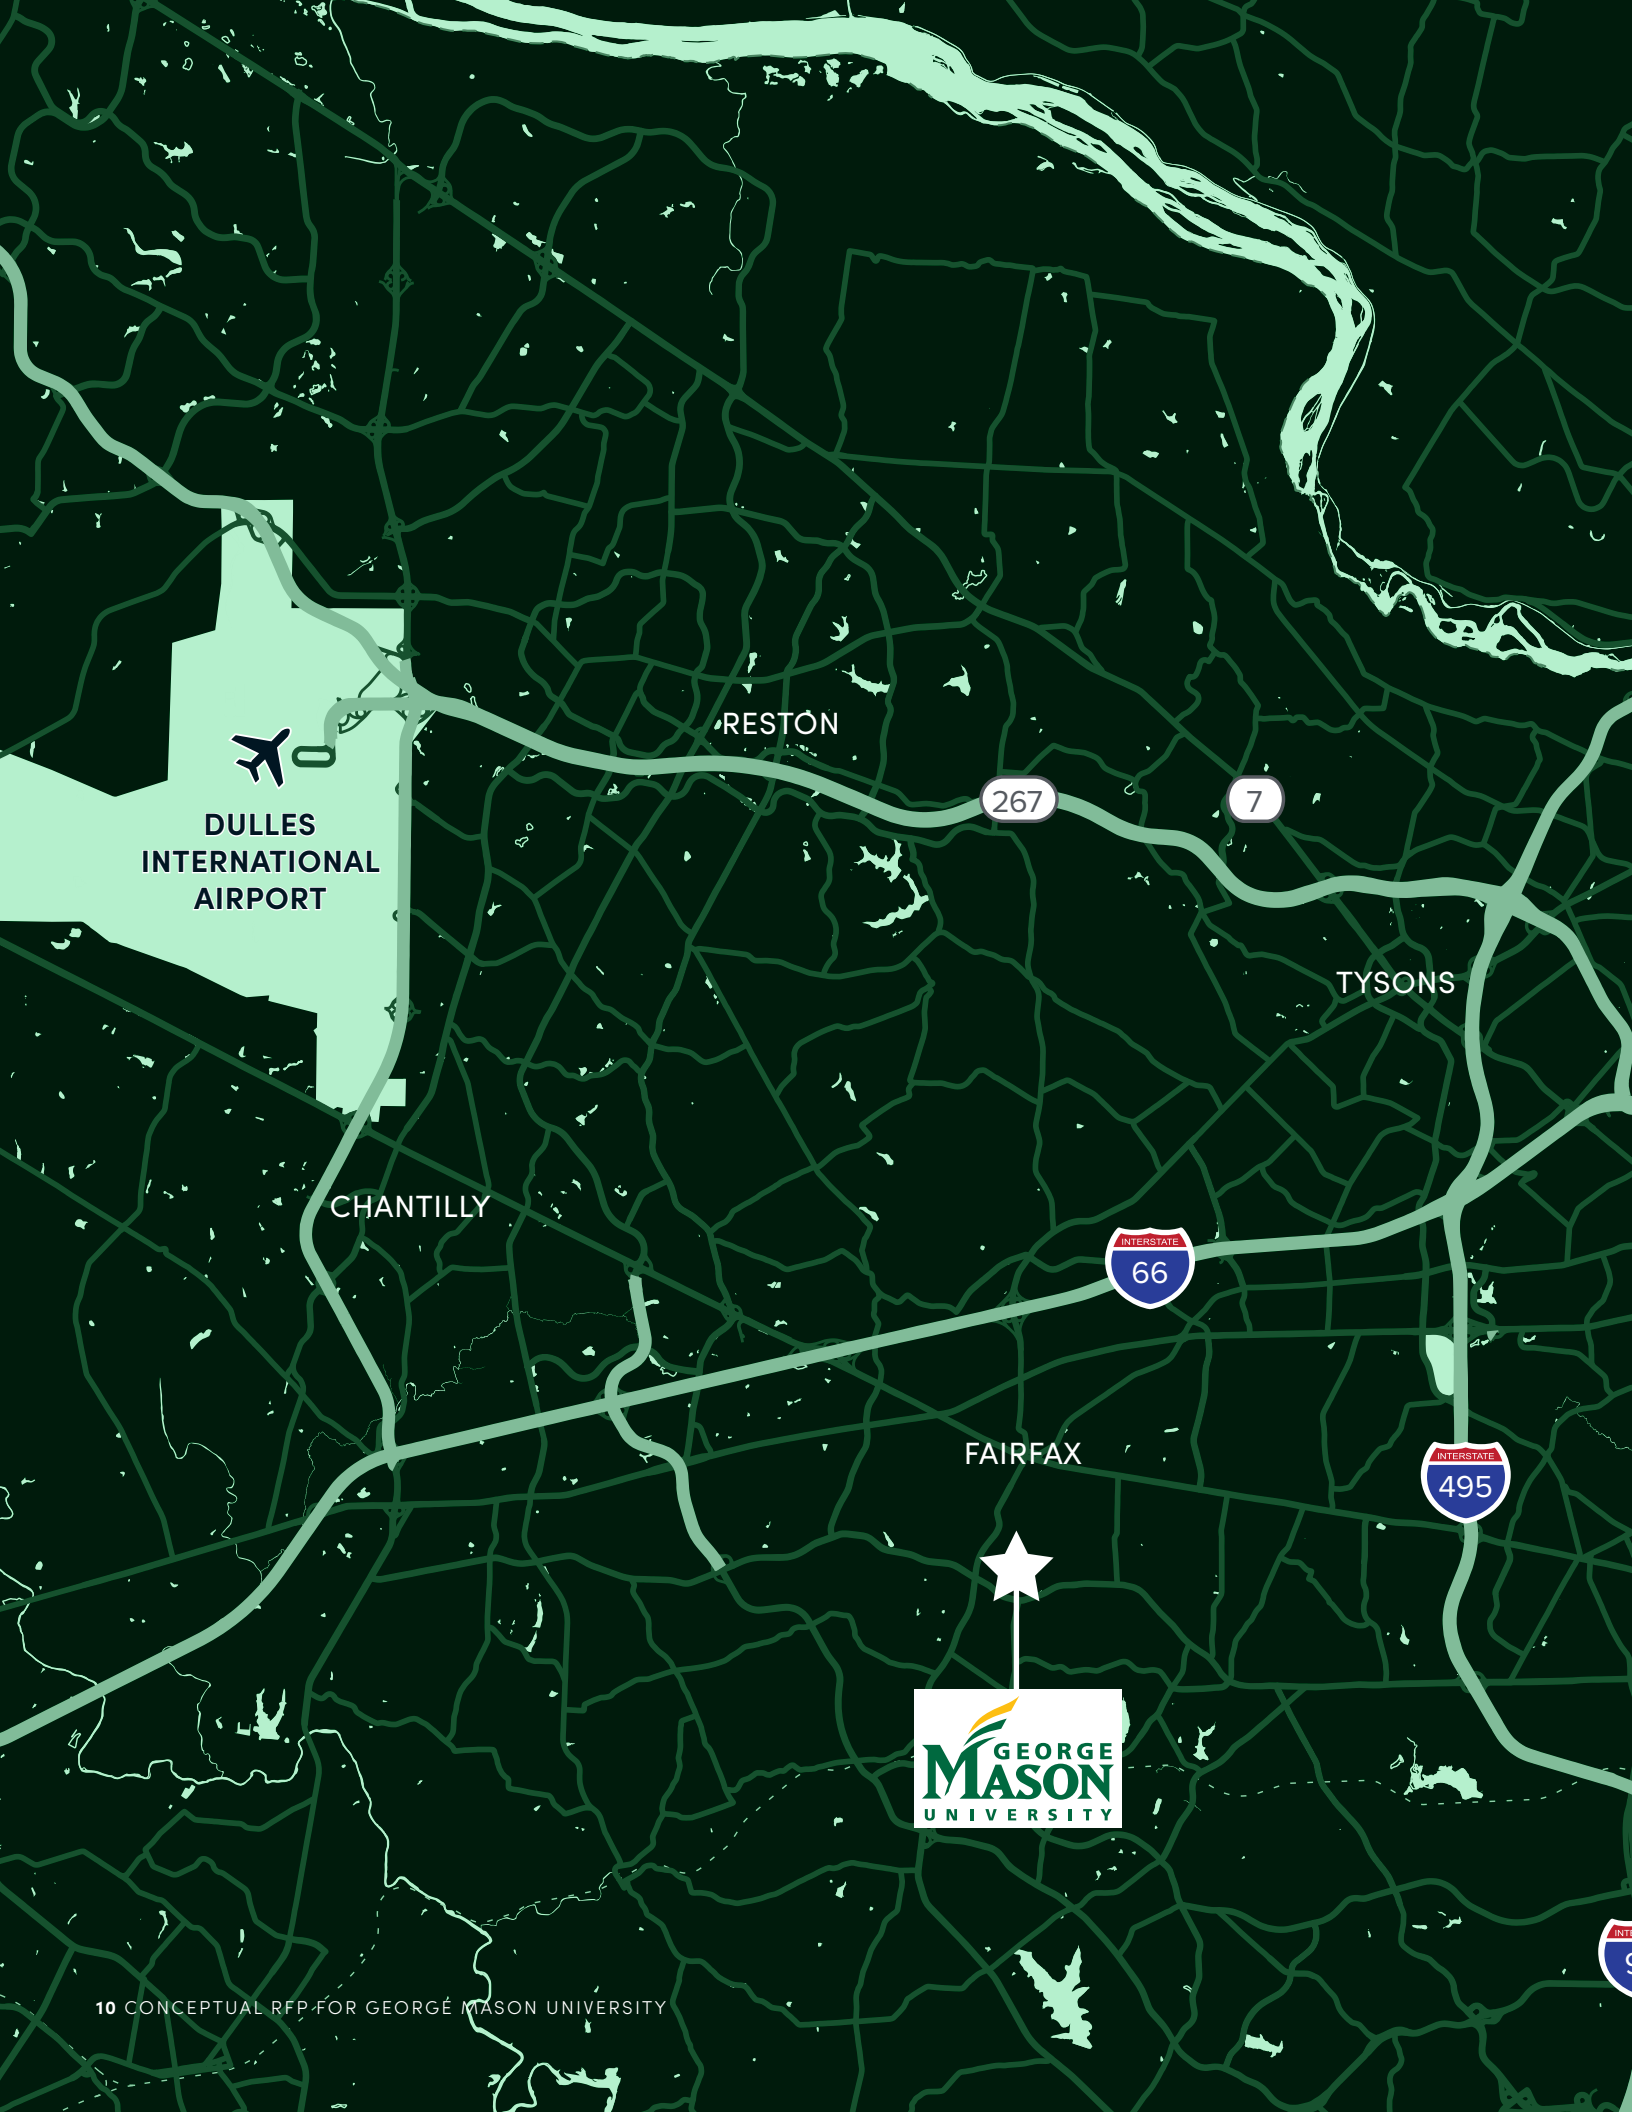 RESTON
267
7
DULLES
INTERNATIONAL
AIRPORT
TYSONS
CHANTILLY
INTERSTATE
66
FAIRFAX
INTERSTATE
495
GEORGE
MASON
UNIVERSITY
10 CONCEPTUAL RFP FOR GEORGE MASON UNIVERSITY